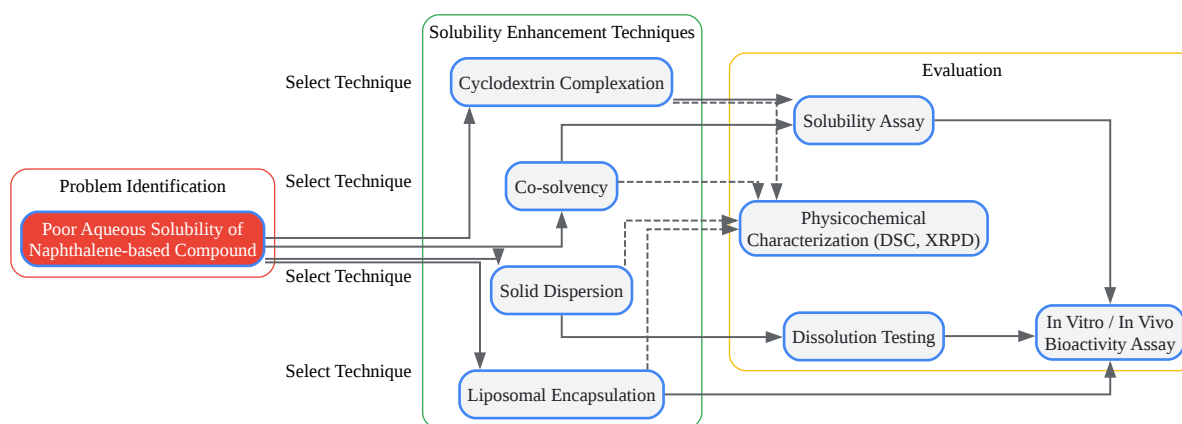 Solubility Enhancement Techniques
Select Technique
Cyclodextrin Complexation
Evaluation
Solubility Assay
Problem Identification
Select Technique
Co-solvency
Poor Aqueous Solubility of
Naphthalene-based Compound
Physicochemical
Characterization (DSC, XRPD)
Select Technique
Solid Dispersion
Dissolution Testing
In Vitro / In Vivo
Bioactivity Assay
Select Technique
Liposomal Encapsulation